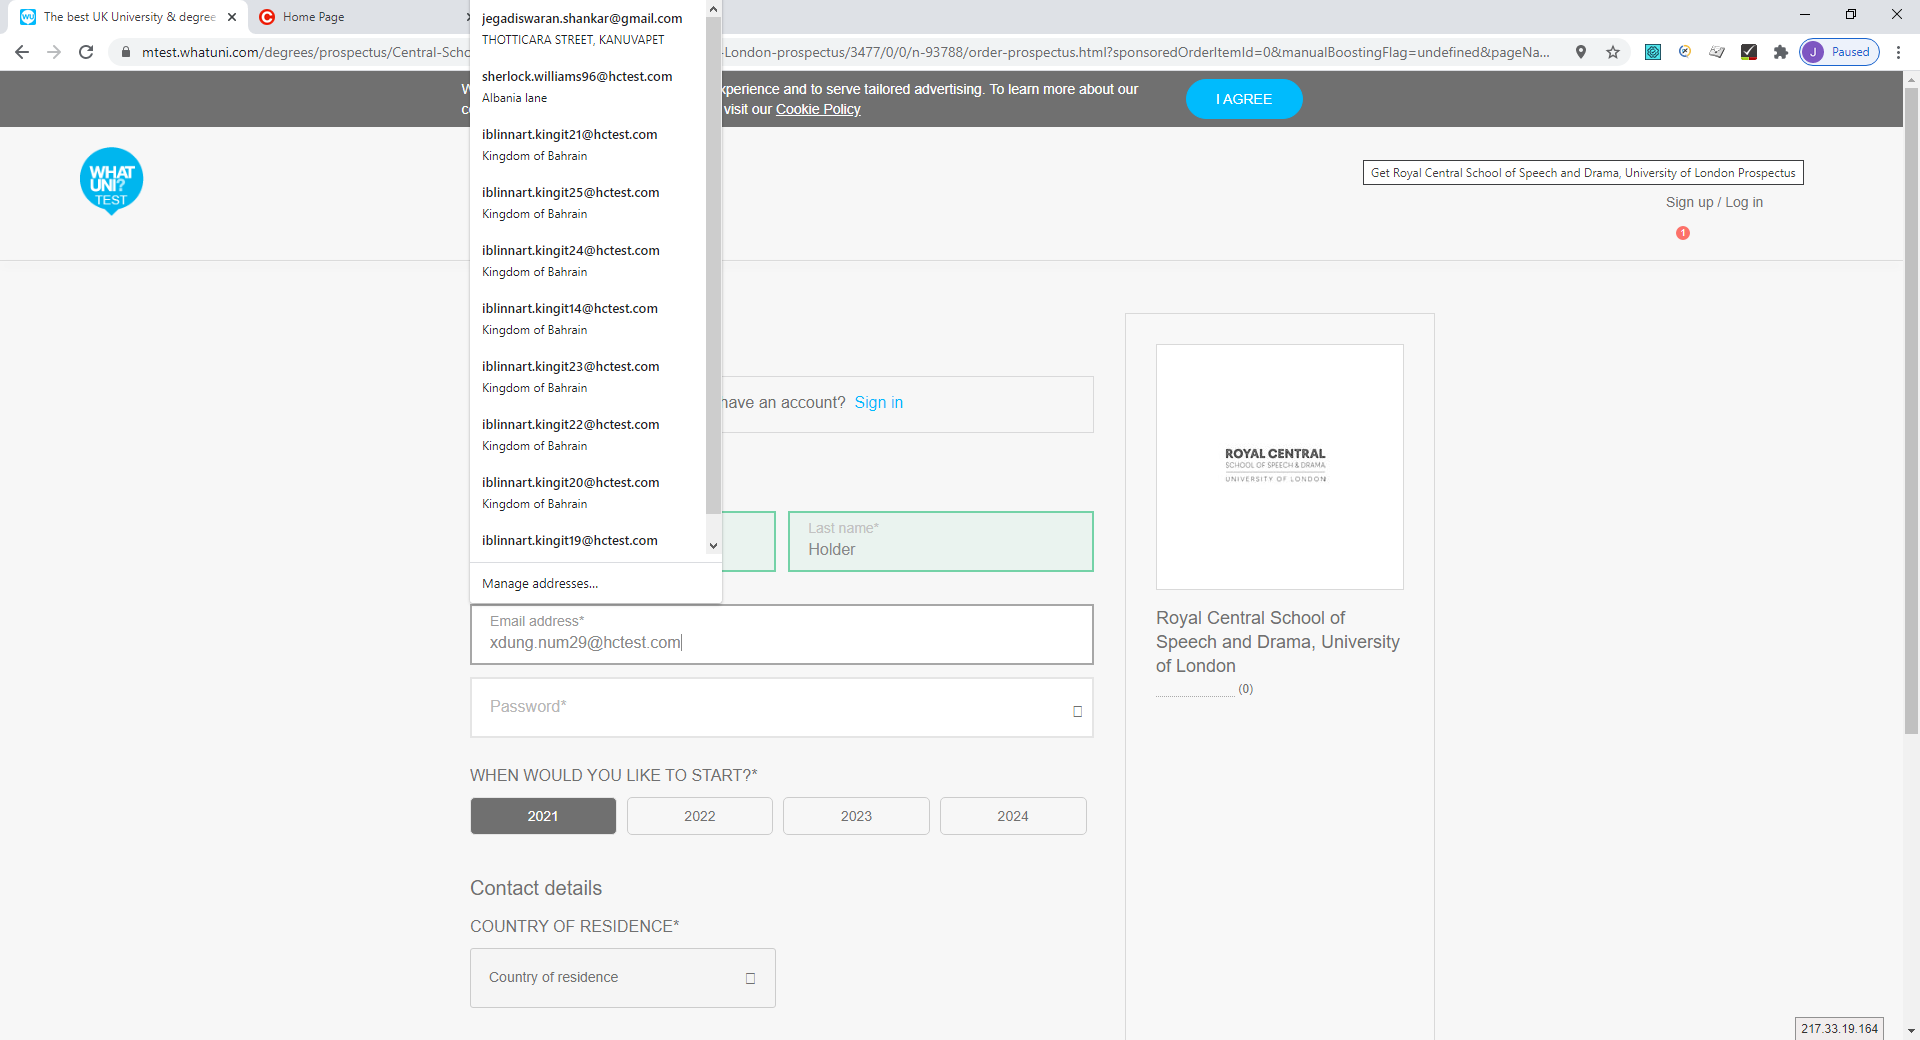 The best UK University & degree
Home Page
mtest.whatuni.com/degrees/prospectus/Central-Scho
-London-prospectus/3477/0/0/n-93788/order-prospectus.html?sponsoredOrderItemId=0&manualBoostingFlag=undefined&pageNa...
J Paused
xperience and to serve tailored advertising. To learn more about our
visit our Cookie Policy
I AGREE
WHAT
UNI?
TEST
Get Royal Central School of Speech and Drama, University of London Prospectus
Sign up / Log in
1
jegadiswaran.shankar@gmail.com
THOTTICARA STREET, KANUVAPET
sherlock.williams96@hctest.com
Albania lane
iblinnart.kingit21@hctest.com
Kingdom of Bahrain
iblinnart.kingit25@hctest.com
Kingdom of Bahrain
iblinnart.kingit24@hctest.com
Kingdom of Bahrain
iblinnart.kingit14@hctest.com
Kingdom of Bahrain
iblinnart.kingit23@hctest.com
Kingdom of Bahrain
iblinnart.kingit22@hctest.com
Kingdom of Bahrain
iblinnart.kingit20@hctest.com
Kingdom of Bahrain
iblinnart.kingit19@hctest.com
Manage addresses...
have an account? Sign in
Last name*
Holder
Email address*
xdung.num29@hctest.com
Password*
WHEN WOULD YOU LIKE TO START?*
2021
2022
2023
2024
Contact details
COUNTRY OF RESIDENCE*
Country of residence
ROYAL CENTRAL
SCHOOL OF SPEECH & DRAMA
UNIVERSITY OF LONDON
Royal Central School of
Speech and Drama, University
of London
(0)
217.33.19.164